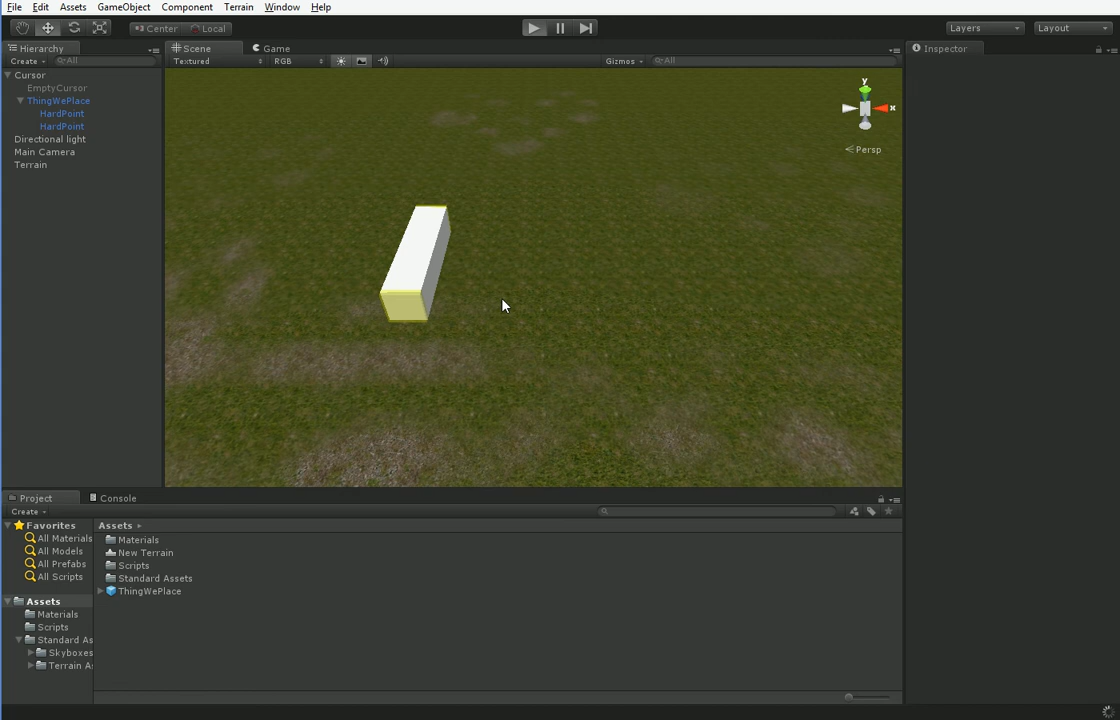 File Edit Assets GameObject Component Terrain Window Help
Center Local Layers Layout
Hierarchy Scene Game Inspector
Create All Textured RGB Gizmos All
Cursor
EmptyCursor
ThingWePlace
HardPoint
HardPoint
Directional light
Main Camera
Terrain
y
x
Persp
Project Console
Create
Favorites
All Materials
All Models
All Prefabs
All Scripts
Assets
Materials
Scripts
Standard As
Skyboxes
Terrain A
Assets
Materials
New Terrain
Scripts
Standard Assets
ThingWePlace